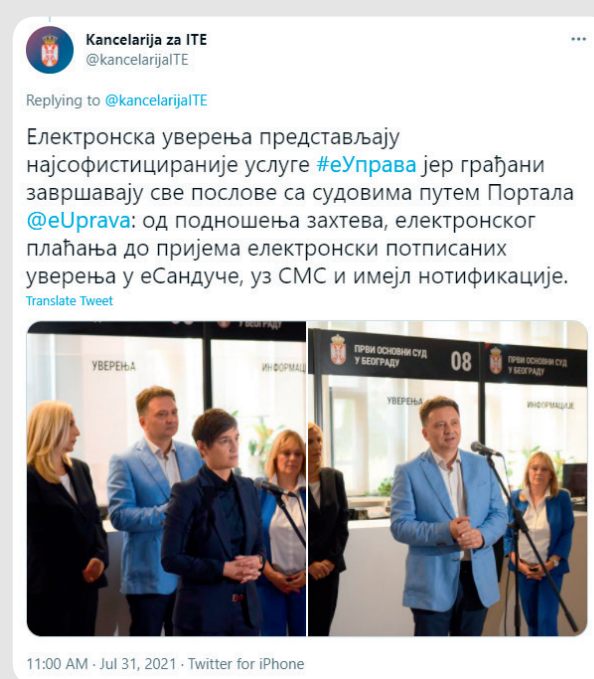 Kancelarija za ITE
@kancelarijaITE
Replying to @kancelarijaITE
Електронска уверења представљају
најсофистицираније услуге #еУправа јер грађани
завршавају све послове са судовима путем Портала
@eUprava: од подношења захтева, електронског
плаћања до пријема електронски потписаних
уверења у еСандуче, уз СМС и имејл нотификације.
Translate Tweet
У БЕОГРАДУ
УВЕРЕЊА
ИНФОРМАЦИ
ПРВИ ОСНОВНИ СУД
У БЕОГРАДУ
08
ПРВИ ОСНОВНИ СУД
У БЕОГРАДУ
УВЕРЕЊА
ИНФОРМАЦИЈЕ
11:00 AM · Jul 31, 2021 · Twitter for iPhone